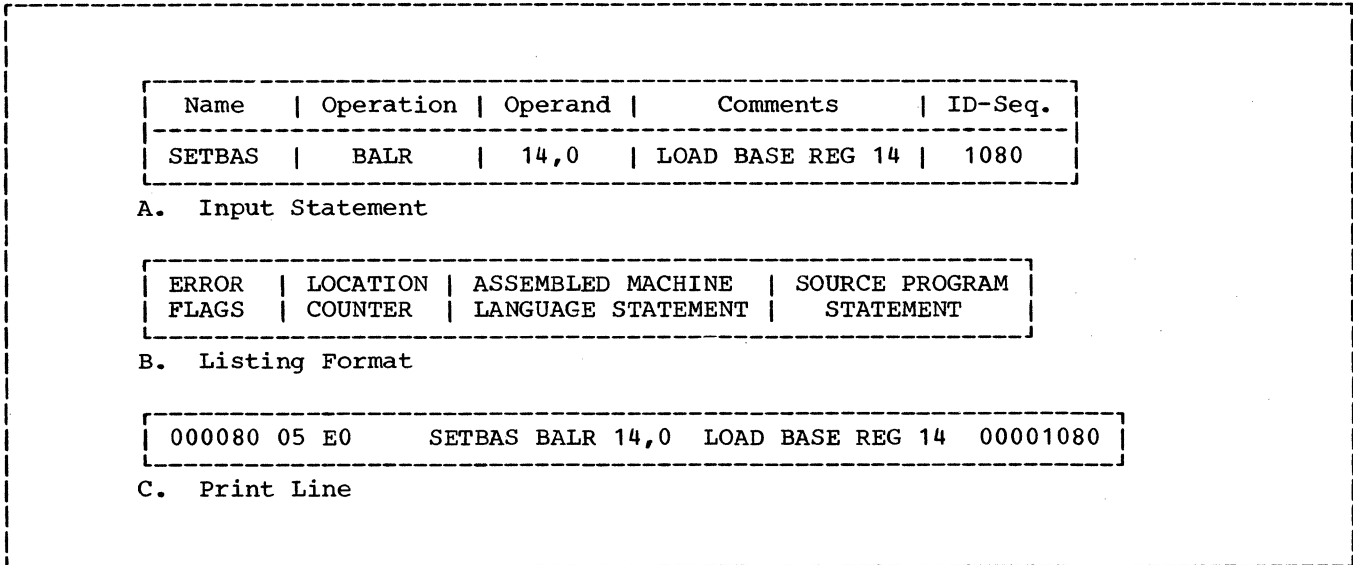 Name | Operation | Operand | Comments | ID-Seq.
SETBAS | BALR | 14,0 | LOAD BASE REG 14 | 1080
A. Input Statement
ERROR | LOCATION | ASSEMBLED MACHINE | SOURCE PROGRAM
FLAGS | COUNTER | LANGUAGE STATEMENT | STATEMENT
B. Listing Format
000080 05 E0 SETBAS BALR 14,0 LOAD BASE REG 14 00001080
C. Print Line